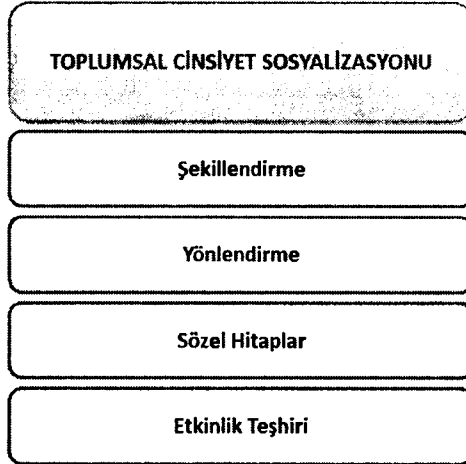 TOPLUMSAL CİNSİYET SOSYALİZASYONU
Şekillendirme
Yönlendirme
Sözel Hitaplar
Etkinlik Teşhiri